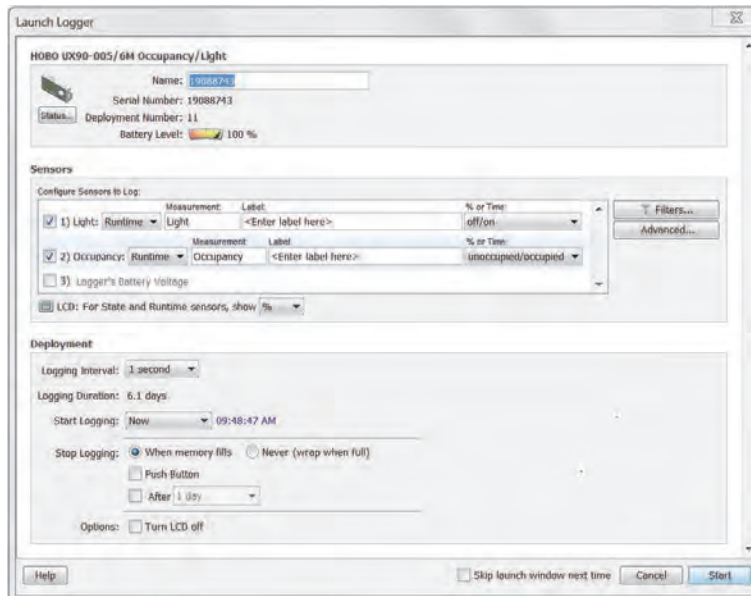 Launch Logger
HOBO UX90-005/6M Occupancy/Light
Name: 19088743
Serial Number: 19088743
Status... Deployment Number: 11
Battery Level: 100 %
Sensors
Configure Sensors to Log:
Measurement: Label: % or Time:
1) Light: Runtime Light <Enter label here> off/on
Filters...
Advanced...
Measurement Label % or Time
2) Occupancy: Runtime Occupancy <Enter label here> unoccupied/occupied
3) Logger's Battery Voltage
LCD: For State and Runtime sensors, show %
Deployment
Logging Interval: 1 second
Logging Duration: 6.1 days
Start Logging: Now 09:48:47 AM
Stop Logging: When memory fills Never (wrap when full)
Push Button
After 1 day
Options: Turn LCD off
Help Skip launch window next time Cancel Start